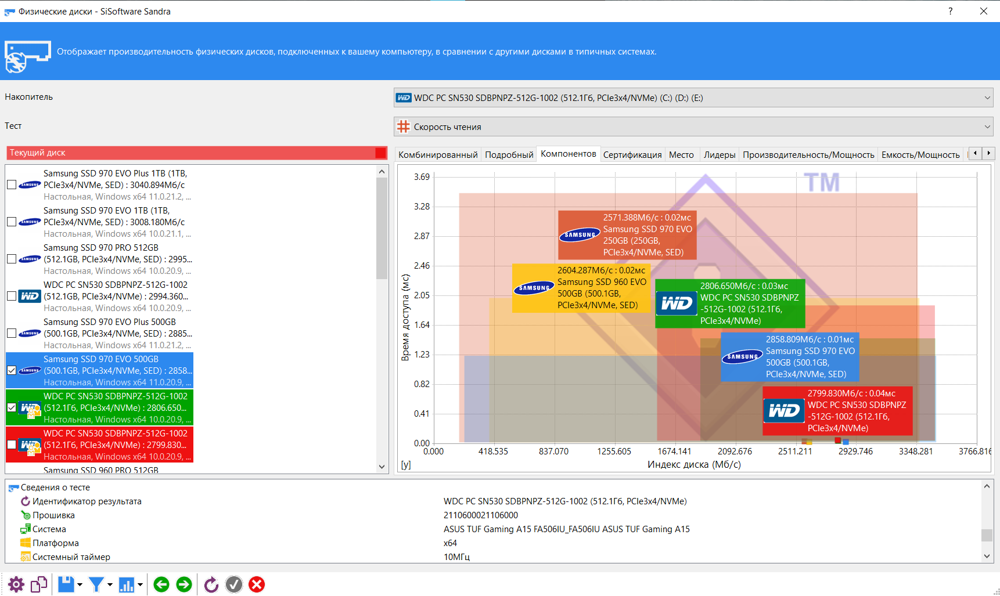 Физические диски - SiSoftware Sandra
?
Отображает производительность физических дисков, подключенных к вашему компьютеру, в сравнении с другими дисками в типичных системах.
Накопитель
WD WDC PC SN530 SDBPNPZ-512G-1002 (512.1Гб, PCIe3x4/NVMe) (C:) (D:) (E:)
Тест
Скорость чтения
Текущий диск
SAMSUNG
Samsung SSD 970 EVO Plus 1TB (1TB,
PCIe3x4/NVMe, SED) : 3040.894Мб/с
Настольная, Windows x64 11.0.21.2, ...
SAMSUNG
Samsung SSD 970 EVO 1TB (1TB,
PCIe3x4/NVMe, SED) : 3008.180Мб/с
Настольная, Windows x64 10.0.21.1, ...
SAMSUNG
Samsung SSD 970 PRO 512GB
(512.1GB, PCIe3x4/NVMe, SED) : 2995...
Настольная, Windows x64 10.0.20.9, ...
WD
WDC PC SN530 SDBPNPZ-512G-1002
(512.1GB, PCIe3x4/NVMe) : 2994.360...
Настольная, Windows x64 10.0.20.9, ...
SAMSUNG
Samsung SSD 970 EVO Plus 500GB
(500.1GB, PCIe3x4/NVMe, SED) : 2885...
Настольная, Windows x64 11.0.21.2, ...
SAMSUNG
Samsung SSD 970 EVO 500GB
(500.1GB, PCIe3x4/NVMe, SED) : 2858...
Настольная, Windows x64 11.0.20.9, ...
WD
WDC PC SN530 SDBPNPZ-512G-1002
(512.1Гб, PCIe3x4/NVMe) : 2806.650...
Настольная, Windows x64 10.0.20.9, ...
WD
WDC PC SN530 SDBPNPZ-512G-1002
(512.1Гб, PCIe3x4/NVMe) : 2799.830...
Настольная, Windows x64 10.0.20.9, ...
Samsung SSD 960 PRO 512GB
Комбинированный Подробный Компонентов Сертификация Место Лидеры Производительность/Мощность Емкость/Мощность
TM
Время доступа (мс)
3.69
3.28
2.87
2.46
2.05
1.64
1.23
0.82
0.41
0.00
SAMSUNG
2571.388Мб/с : 0.02мс
Samsung SSD 970 EVO
250GB (250GB,
PCIe3x4/NVMe, SED)
SAMSUNG
2604.287Мб/с : 0.02мс
Samsung SSD 960 EVO
500GB (500.1GB,
PCIe3x4/NVMe, SED)
WD
2806.650Мб/с : 0.03мс
WDC PC SN530 SDBPNPZ
-512G-1002 (512.1Гб,
PCIe3x4/NVMe)
SAMSUNG
2858.809Мб/с : 0.01мс
Samsung SSD 970 EVO
500GB (500.1GB,
PCIe3x4/NVMe, SED)
WD
2799.830Мб/с : 0.04мс
WDC PC SN530 SDBPNPZ
-512G-1002 (512.1Гб,
PCIe3x4/NVMe)
0.000 418.535 837.070 1255.605 1674.141 2092.676 2511.211 2929.746 3348.281 3766.816
[y] Индекс диска (Мб/с)
Сведения о тесте
Идентификатор результата WDC PC SN530 SDBPNPZ-512G-1002 (512.1Гб, PCIe3x4/NVMe)
Прошивка 2110600021106000
Система ASUS TUF Gaming A15 FA506IU_FA506IU ASUS TUF Gaming A15
Платформа x64
Системный таймер 10МГц